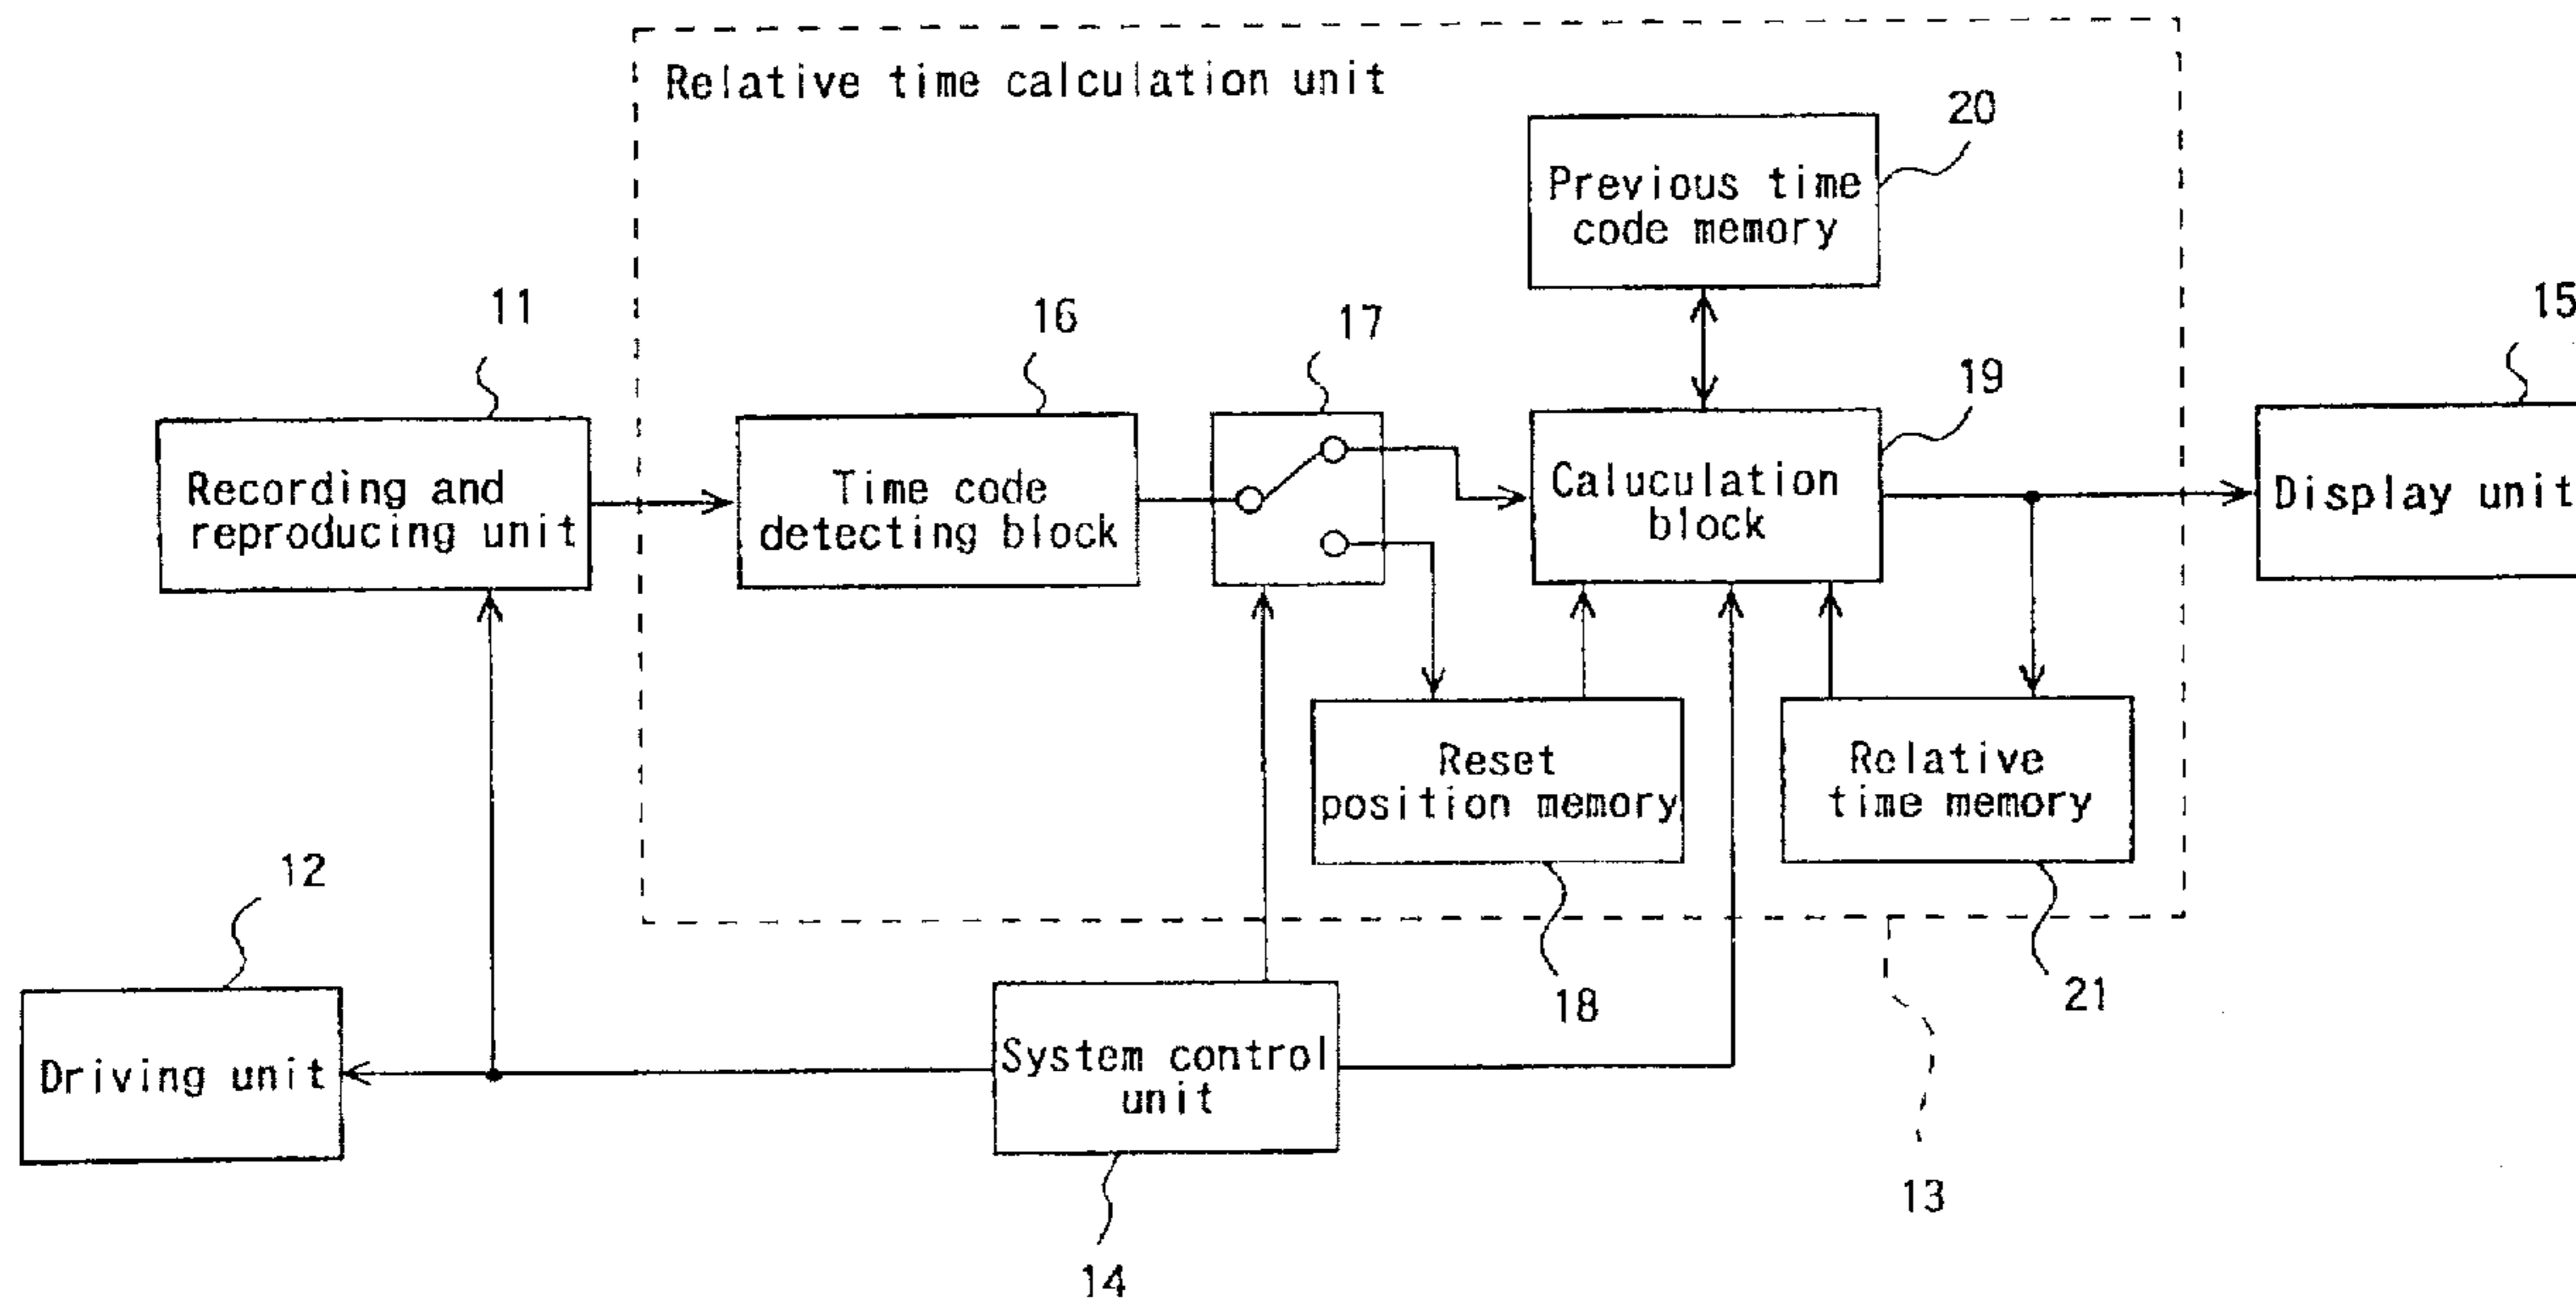 Relative time calculation unit
20
Previous time
code memory
11
16
17
19
15
Recording and
reproducing unit
Time code
detecting block
Caluculation
block
Display unit
Reset
position memory
Relative
time memory
12
18
21
Driving unit
System control
unit
13
14